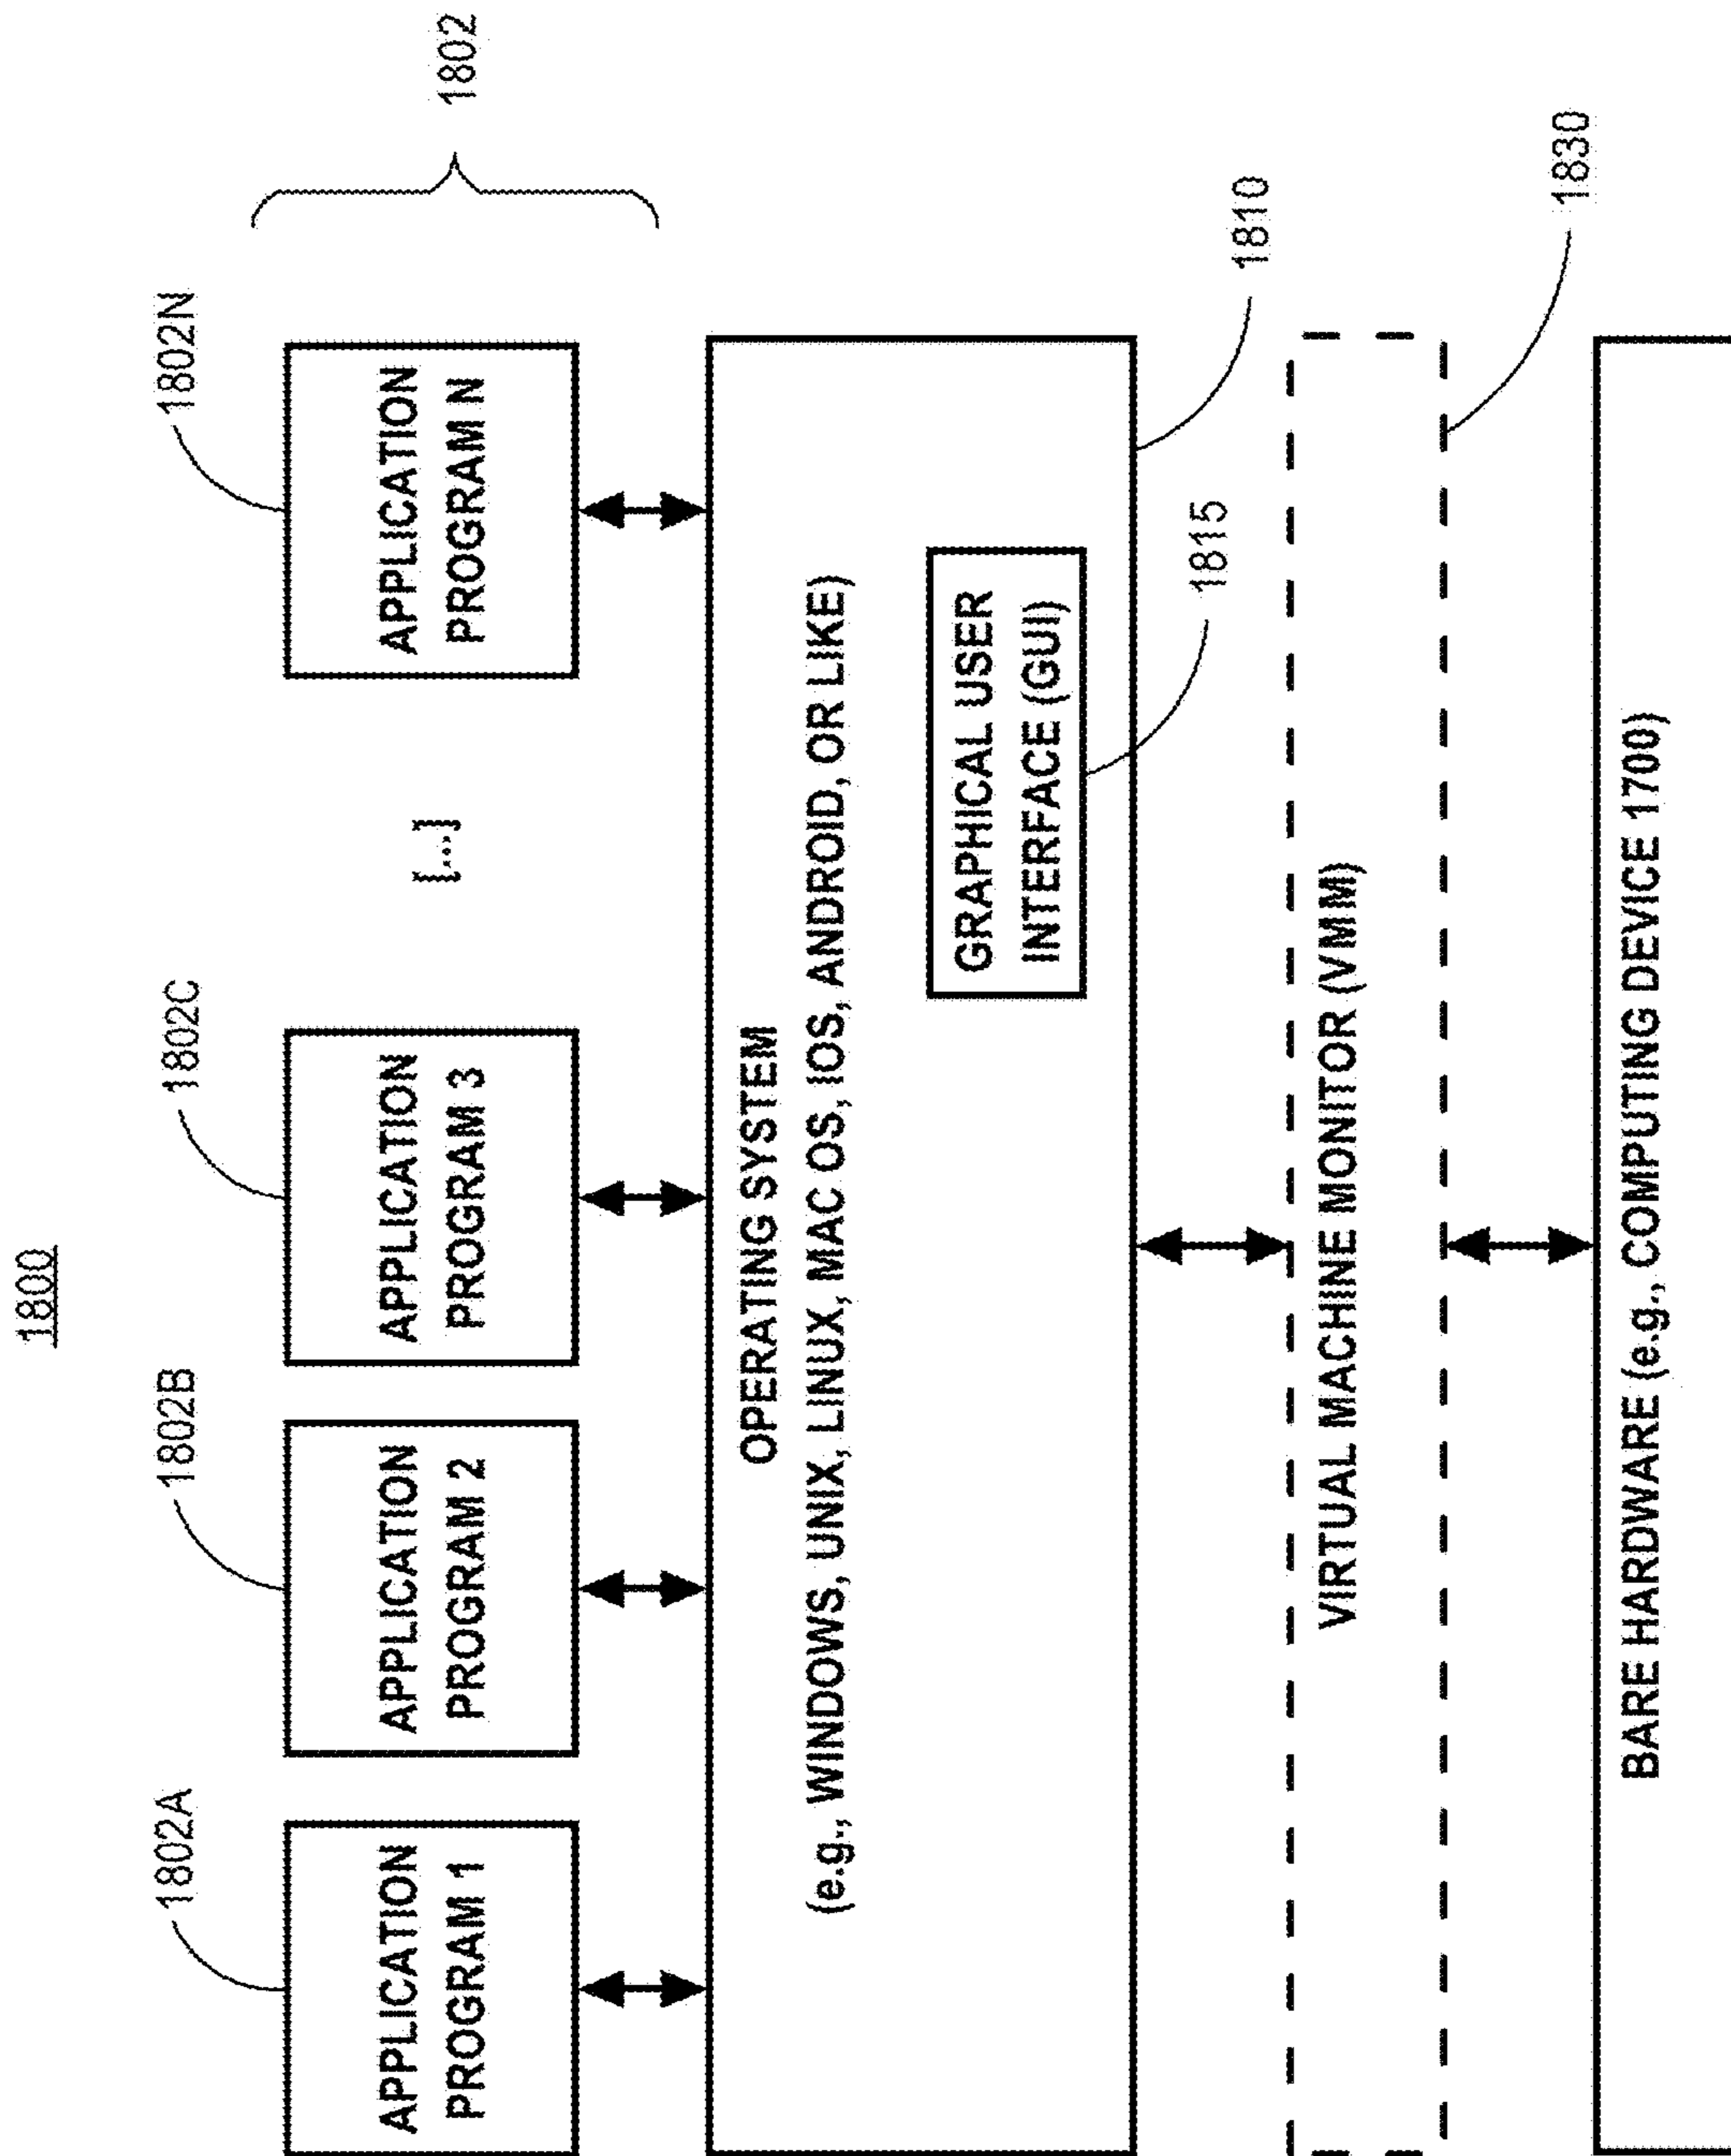 1800
1802A
1802B
1802C
1802N
1802
APPLICATION
PROGRAM 1
APPLICATION
PROGRAM 2
APPLICATION
PROGRAM 3
[...]
APPLICATION
PROGRAM N
OPERATING SYSTEM
(e.g., WINDOWS, UNIX, LINUX, MAC OS, IOS, ANDROID, OR LIKE)
GRAPHICAL USER
INTERFACE (GUI)
1810
1815
VIRTUAL MACHINE MONITOR (VMM)
1830
BARE HARDWARE (e.g., COMPUTING DEVICE 1700)